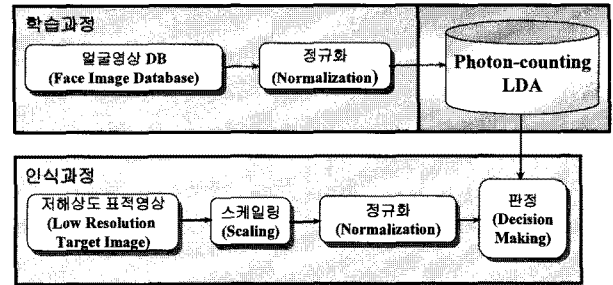 학습과정
얼굴영상 DB
(Face Image Database)
정규화
(Normalization)
Photon-counting
LDA
인식과정
저해상도 표적영상
(Low Resolution
Target Image)
스케일링
(Scaling)
정규화
(Normalization)
판정
(Decision
Making)